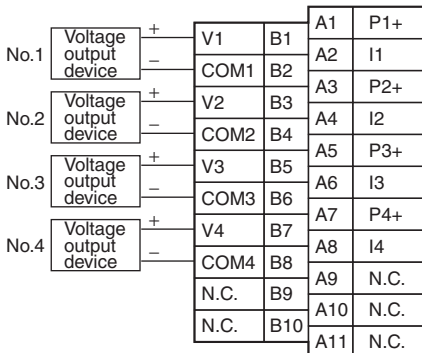 No.1 Voltage output device + −
No.2 Voltage output device + −
No.3 Voltage output device + −
No.4 Voltage output device + −
V1 B1
COM1 B2
V2 B3
COM2 B4
V3 B5
COM3 B6
V4 B7
COM4 B8
N.C. B9
N.C. B10
A1 P1+
A2 I1
A3 P2+
A4 I2
A5 P3+
A6 I3
A7 P4+
A8 I4
A9 N.C.
A10 N.C.
A11 N.C.